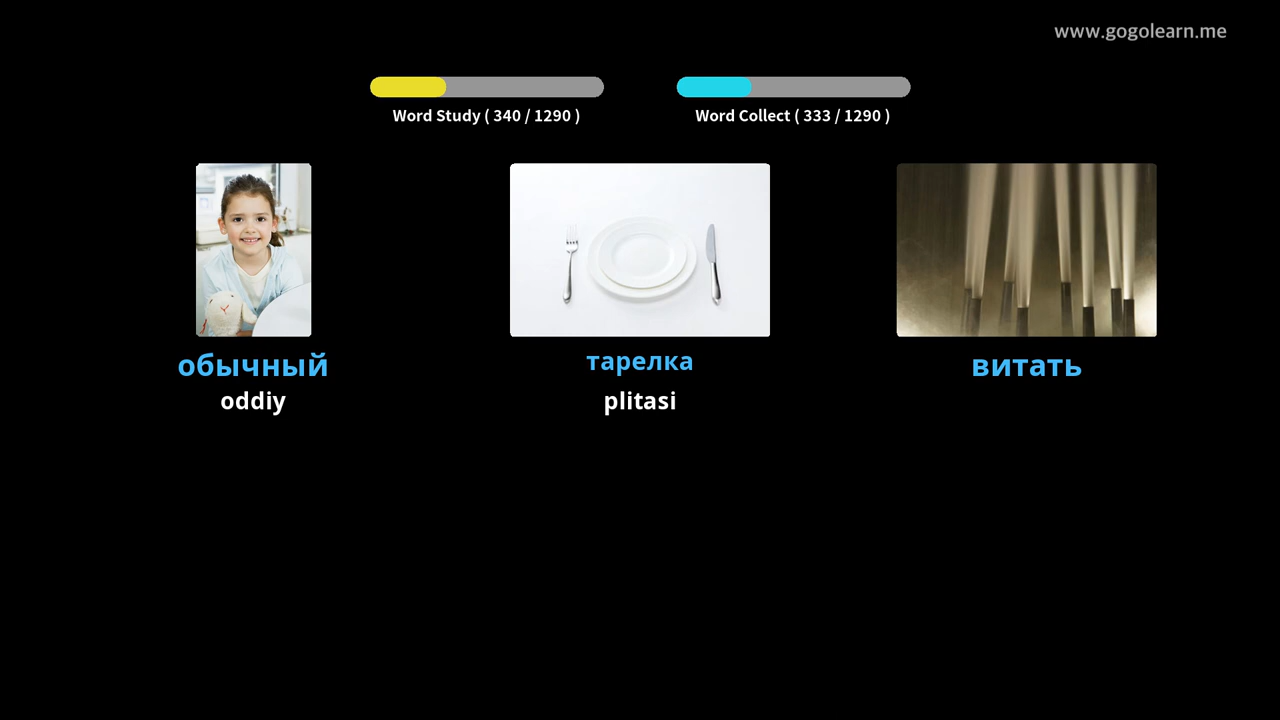 www.gogolearn.me
Word Study ( 340 / 1290 )
Word Collect ( 333 / 1290 )
обычный
oddiy
тарелка
plitasi
витать